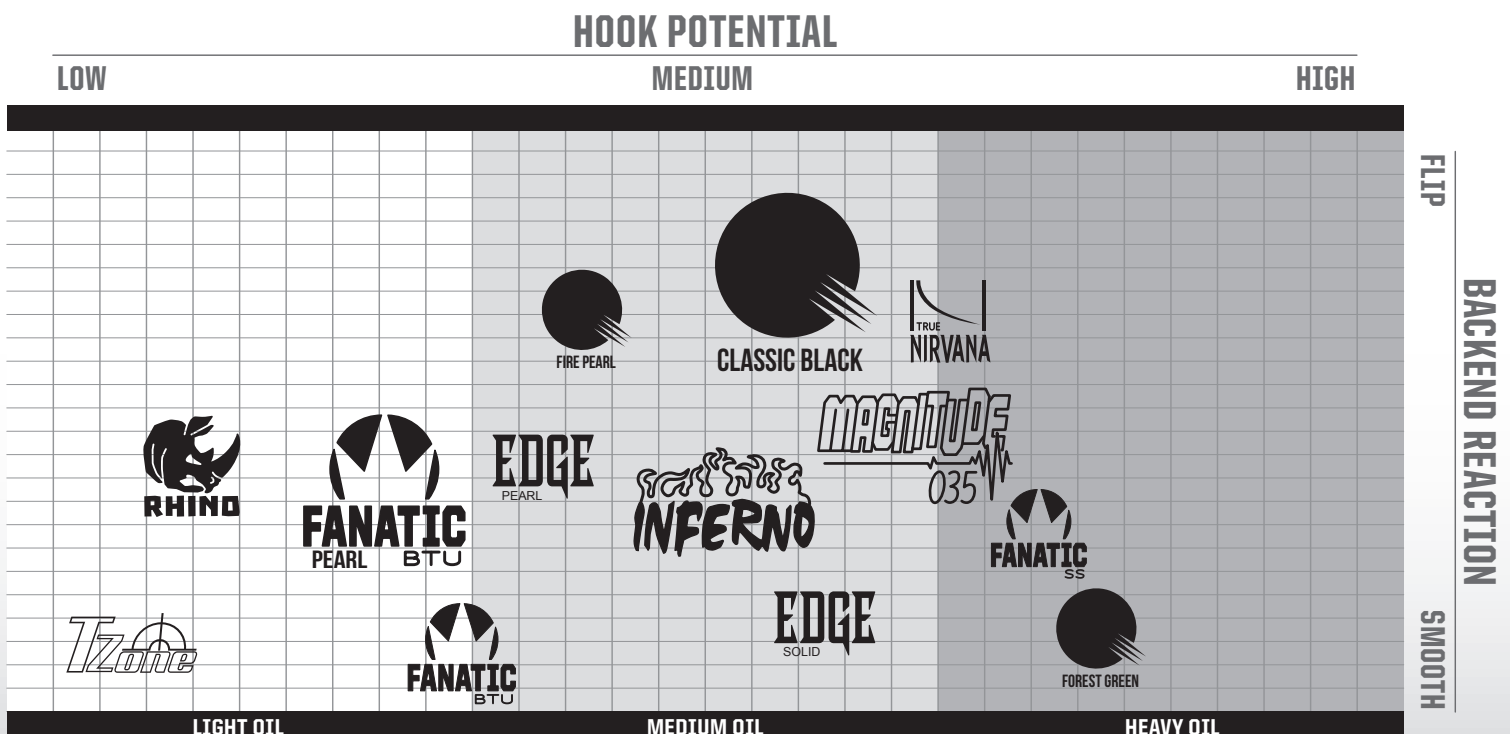 HOOK POTENTIAL
LOW
MEDIUM
HIGH
FLIP
BACKEND REACTION
SMOOTH
FIRE PEARL
CLASSIC BLACK
TRUE
NIRVANA
MAGNITUDE
035
RHINO
FANATIC
PEARL BTU
EDGE
PEARL
INFERNO
FANATIC
SS
TZone
FANATIC
BTU
EDGE
SOLID
FOREST GREEN
LIGHT OIL
MEDIUM OIL
HEAVY OIL